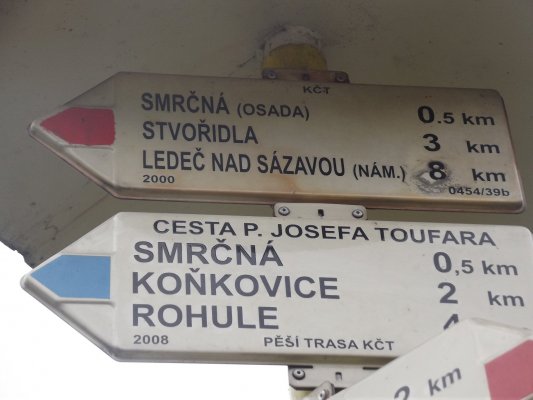 KČT
SMRČNÁ (OSADA) 0.5 km
STVOŘIDLA 3 km
LEDEČ NAD SÁZAVOU (NÁM.) 8 km
2000 0454/39b
CESTA P. JOSEFA TOUFARA
SMRČNÁ 0,5 km
KOŇKOVICE 2 km
ROHULE
2008 PĚŠÍ TRASA KČT
2 km